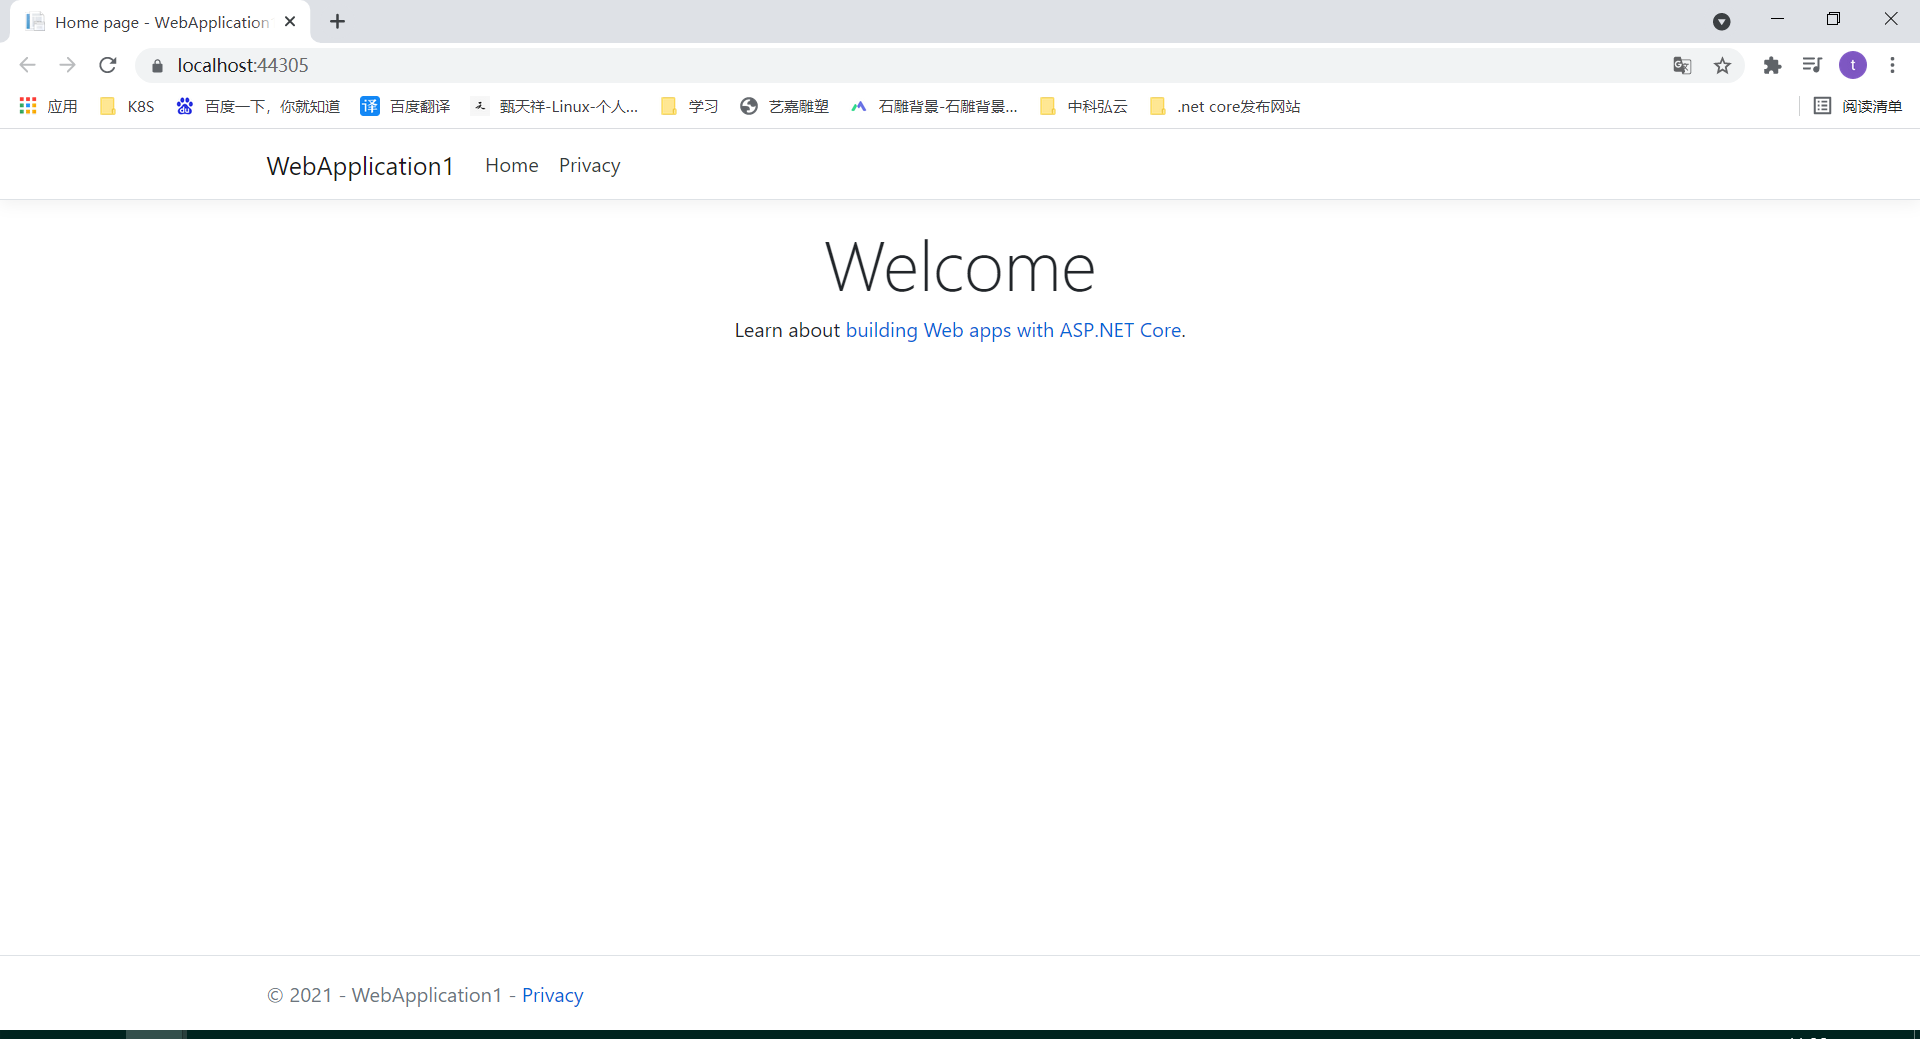 Home page - WebApplication
localhost:44305
t
应用 K8S 百度一下，你就知道 译 百度翻译 甄天祥-Linux-个人... 学习 艺嘉雕塑 石雕背景-石雕背景... 中科弘云 .net core发布网站 阅读清单
WebApplication1 Home Privacy
Welcome
Learn about building Web apps with ASP.NET Core.
© 2021 - WebApplication1 - Privacy